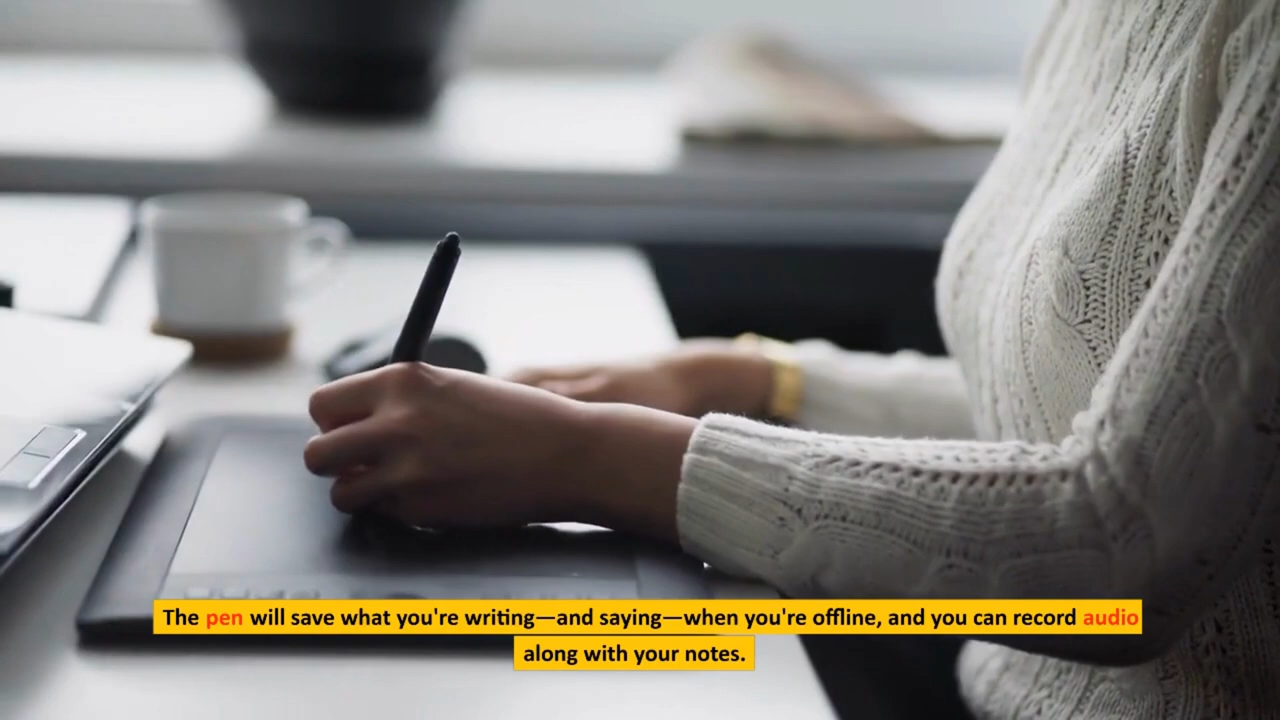 The pen will save what you're writing—and saying—when you're offline, and you can record audio
along with your notes.